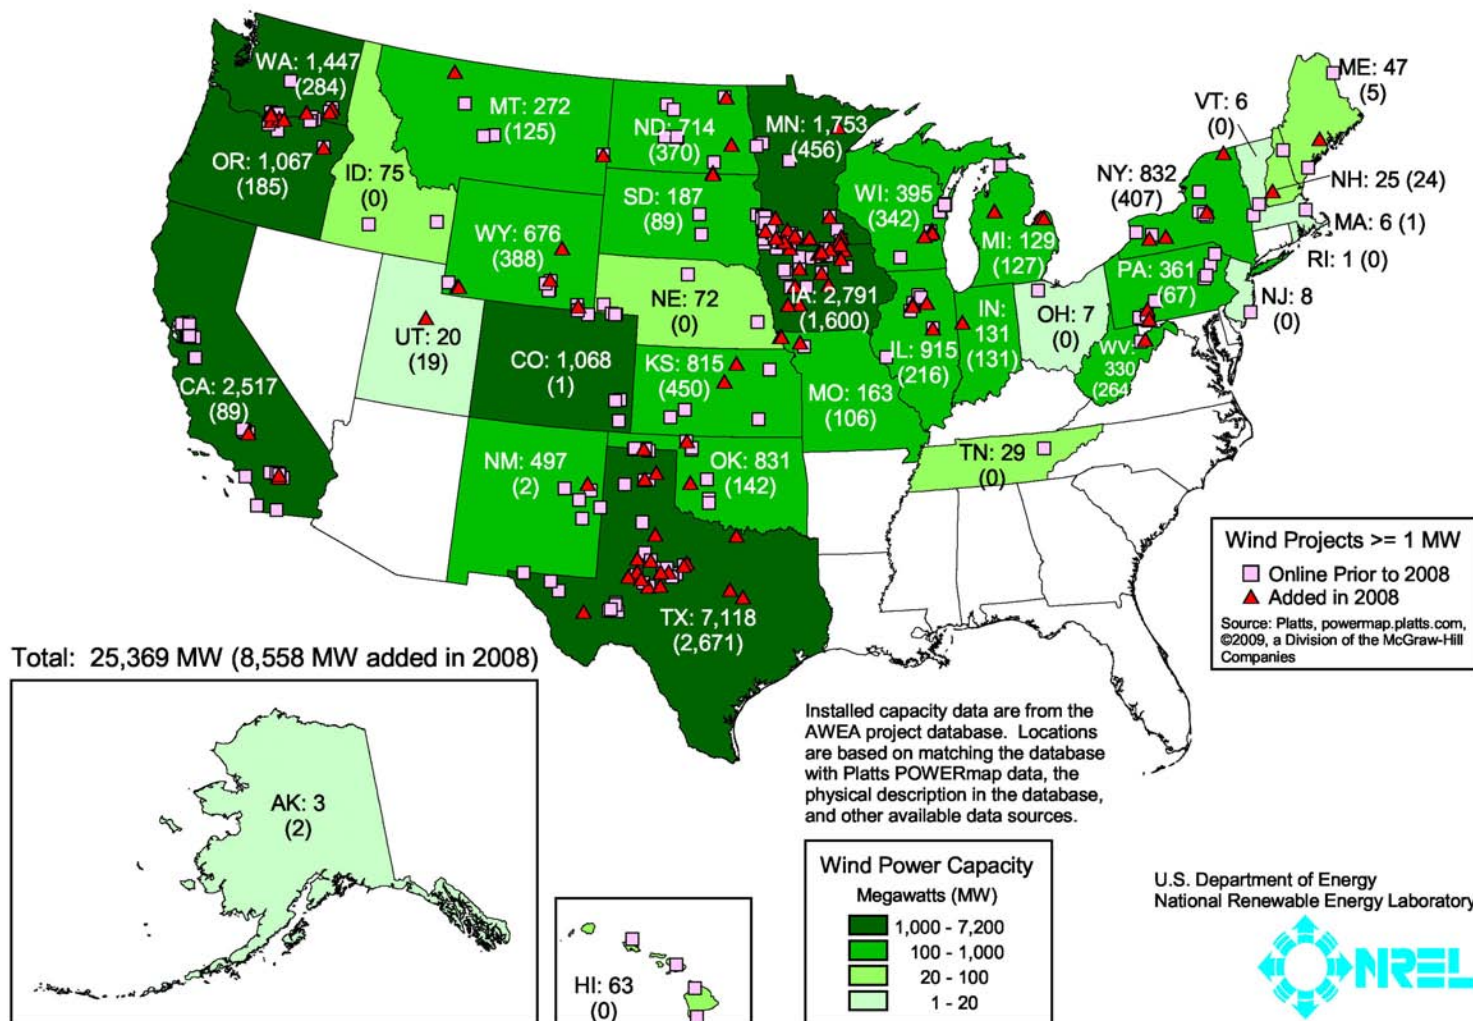 WA: 1,447
(284)
MT: 272
(125)
ND: 714
(370)
MN: 1,753
(456)
ME: 47
(5)
VT: 6
(0)
OR: 1,067
(185)
ID: 75
(0)
SD: 187
(89)
WI: 395
(342)
NY: 832
(407)
NH: 25 (24)
MA: 6 (1)
RI: 1 (0)
WY: 676
(388)
MI: 129
(127)
PA: 361
(67)
NJ: 8
(0)
NE: 72
(0)
IA: 2,791
(1,600)
IN:
131
(131)
OH: 7
(0)
UT: 20
(19)
CO: 1,068
(1)
KS: 815
(450)
IL: 915
(216)
WV:
330
(264)
CA: 2,517
(89)
MO: 163
(106)
NM: 497
(2)
OK: 831
(142)
TN: 29
(0)
TX: 7,118
(2,671)
Wind Projects >= 1 MW
Online Prior to 2008
Added in 2008
Source: Platts, powermap.platts.com,
©2009, a Division of the McGraw-Hill
Companies
Total: 25,369 MW (8,558 MW added in 2008)
AK: 3
(2)
HI: 63
(0)
Installed capacity data are from the
AWEA project database. Locations
are based on matching the database
with Platts POWERmap data, the
physical description in the database,
and other available data sources.
Wind Power Capacity
Megawatts (MW)
1,000 - 7,200
100 - 1,000
20 - 100
1 - 20
U.S. Department of Energy
National Renewable Energy Laboratory
NREL